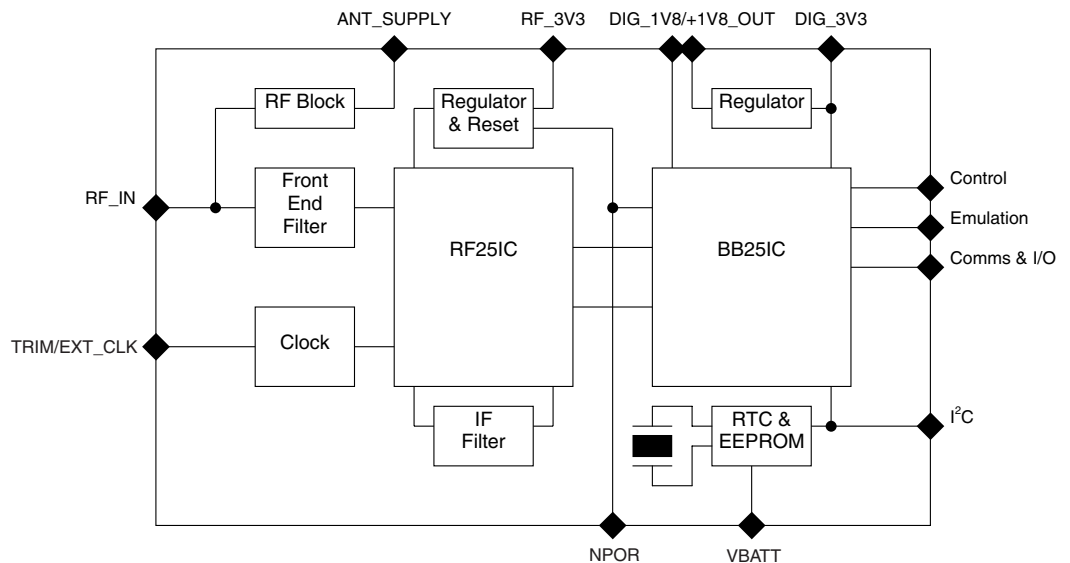 ANT_SUPPLY
RF_3V3
DIG_1V8/+1V8_OUT
DIG_3V3
RF Block
Regulator
& Reset
Regulator
RF_IN
Front
End
Filter
RF25IC
BB25IC
Control
Emulation
Comms & I/O
TRIM/EXT_CLK
Clock
IF
Filter
RTC &
EEPROM
I²C
NPOR
VBATT